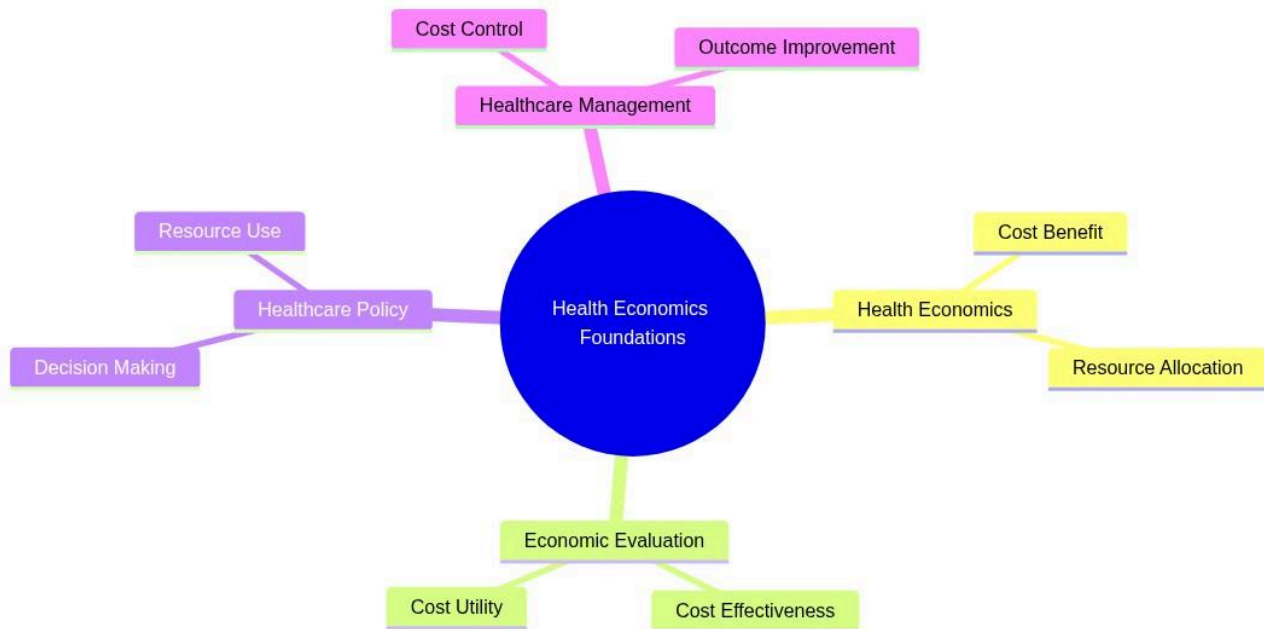 Cost Control
Outcome Improvement
Healthcare Management
Resource Use
Cost Benefit
Healthcare Policy
Health Economics
Foundations
Health Economics
Decision Making
Resource Allocation
Economic Evaluation
Cost Utility
Cost Effectiveness